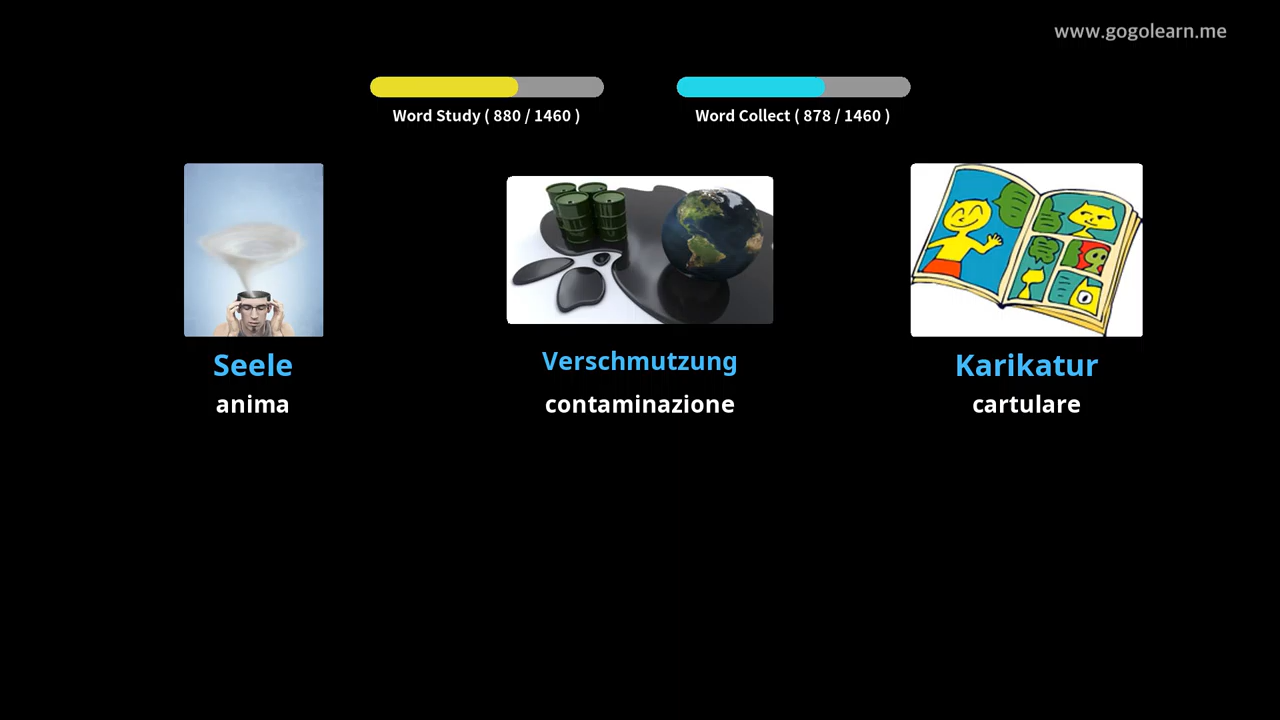 www.gogolearn.me
Word Study ( 880 / 1460 )
Word Collect ( 878 / 1460 )
Seele
Verschmutzung
Karikatur
anima
contaminazione
cartulare